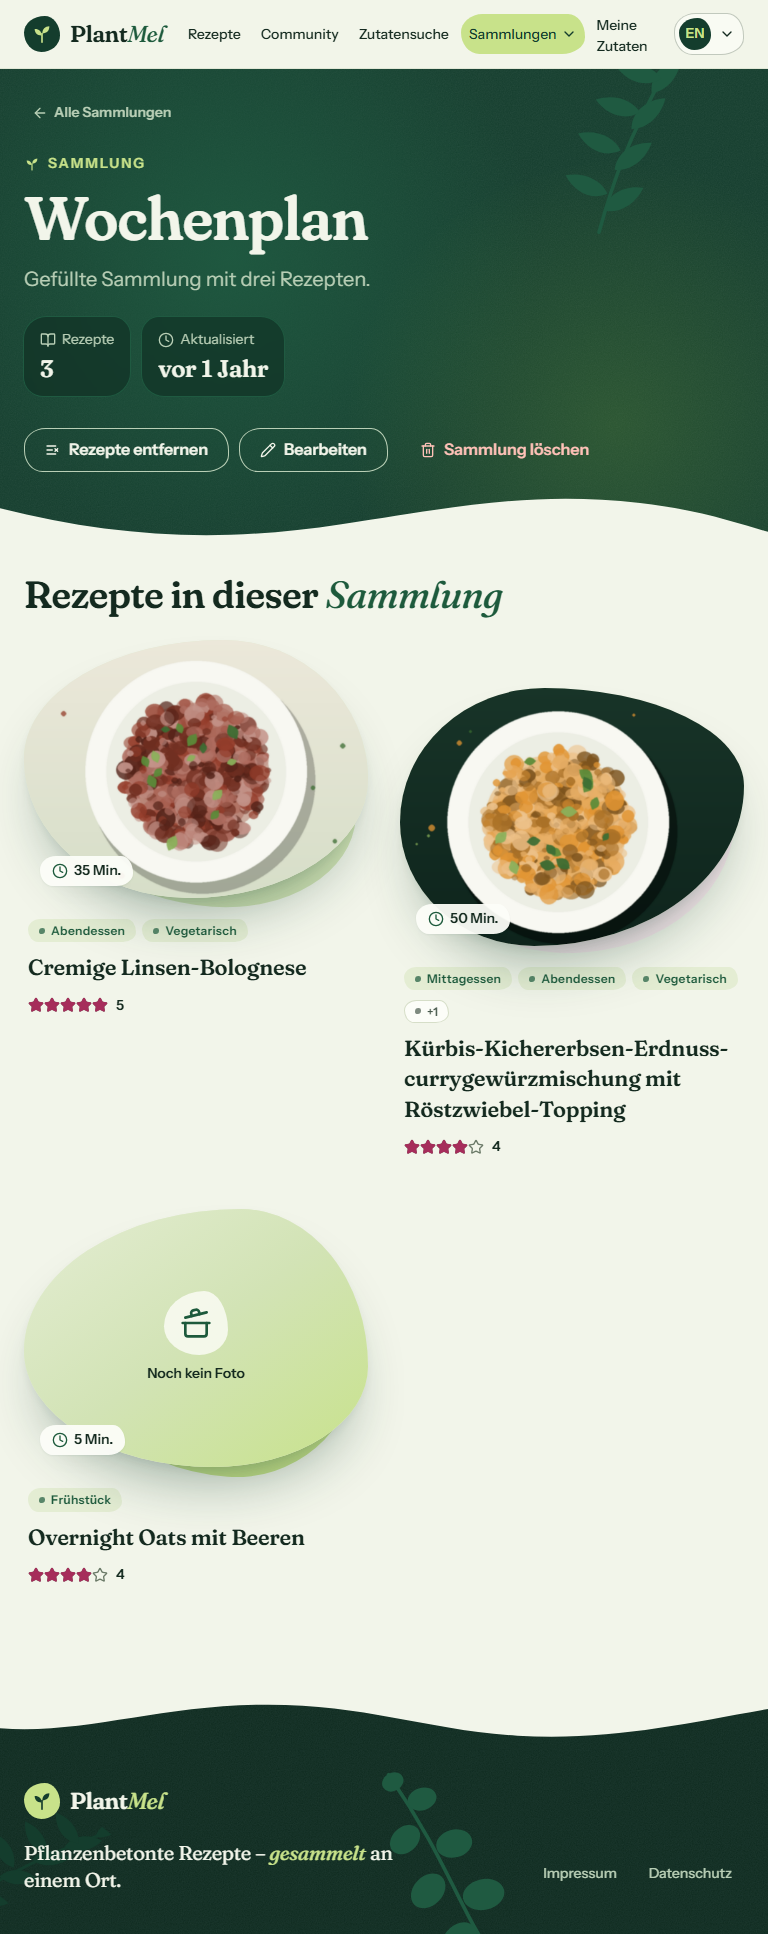 PlantMel
Rezepte
Community
Zutatensuche
Sammlungen
Meine
Zutaten
EN
Alle Sammlungen
SAMMLUNG
Wochenplan
Gefüllte Sammlung mit drei Rezepten.
Rezepte
3
Aktualisiert
vor 1 Jahr
Rezepte entfernen
Bearbeiten
Sammlung löschen
Rezepte in dieser Sammlung
35 Min.
Abendessen
Vegetarisch
Cremige Linsen-Bolognese
5
50 Min.
Mittagessen
Abendessen
Vegetarisch
+1
Kürbis-Kichererbsen-Erdnuss-
currygewürzmischung mit
Röstzwiebel-Topping
4
Noch kein Foto
5 Min.
Frühstück
Overnight Oats mit Beeren
4
PlantMel
Pflanzenbetonte Rezepte – gesammelt an
einem Ort.
Impressum
Datenschutz